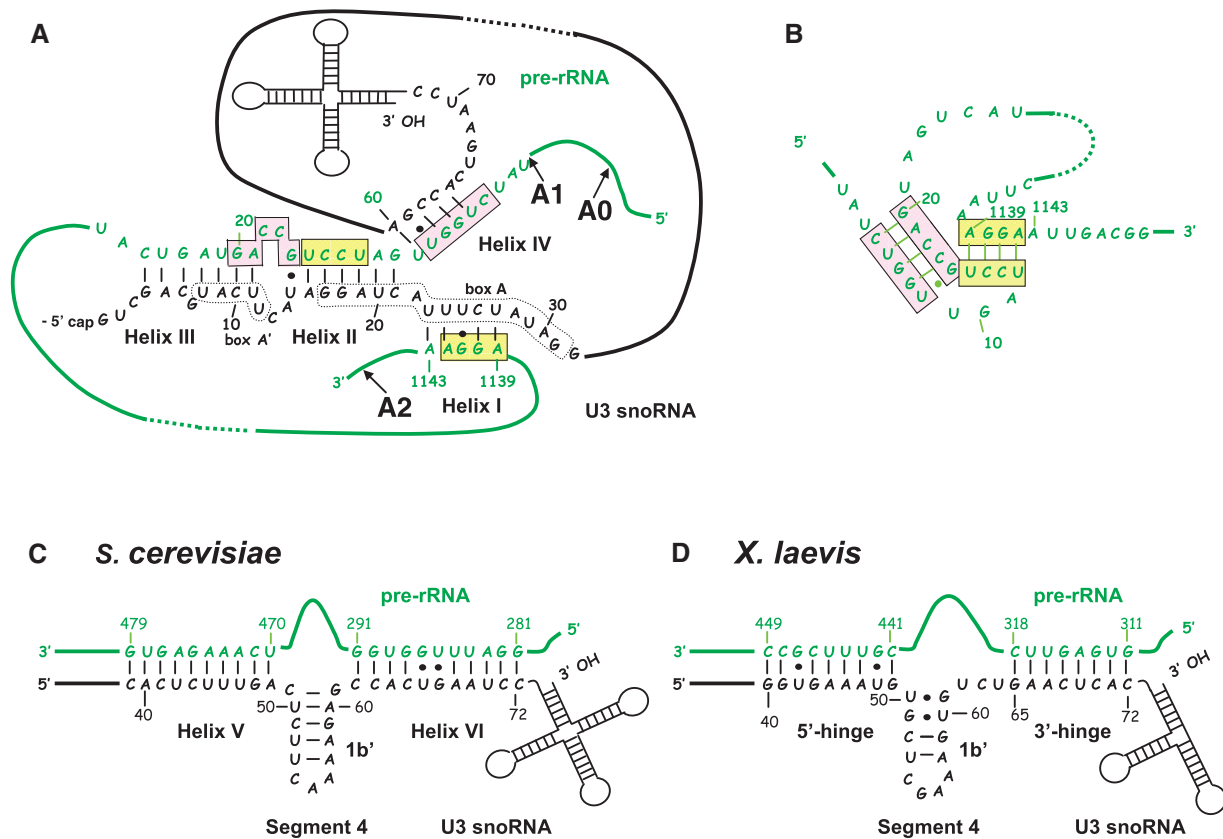 A
B
70
pre-rRNA
C C U A A G U C A C C G A
3' OH
60
U U G G U C U A U
A1
A0
5'
Helix IV
20
U A C U G A U G A C C G U C C U A G
- 5' cap
G U C G A C G U A C U U C A U A G G A U C A U U U C U A U A G G
10
20
30
box A'
box A
Helix III
Helix II
A A G G A
3'
1143
1139
A2
Helix I
U3 snoRNA
A G U C A U
5'
U A U C U G G U
U G A C C G U C C U
20
A A U U C
1139
1143
A G G A A U U G A C G G
3'
U G A
10
C
S. cerevisiae
pre-rRNA
479
470
291
281
5'
3'
G U G A G A A A C U
G G U G G U U U A G G
5'
C A C U C U U U G A
C C A C U G A A U C C
3' OH
40
50
60
72
C U C U U C A A A A G A G
Helix V
1b'
Helix VI
Segment 4
U3 snoRNA
D
X. laevis
pre-rRNA
449
441
318
311
5'
3'
C C G C U U U G C
C U U G A G U G
5'
G G U G A A A U G
U C U G A A C U C A C
3' OH
40
50
60
65
72
5'-hinge
1b'
3'-hinge
Segment 4
U3 snoRNA